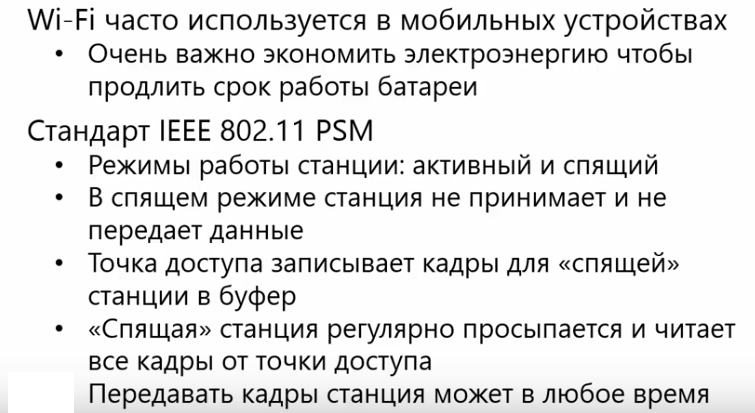 Wi-Fi часто используется в мобильных устройствах
• Очень важно экономить электроэнергию чтобы
продлить срок работы батареи
Стандарт IEEE 802.11 PSM
• Режимы работы станции: активный и спящий
• В спящем режиме станция не принимает и не
передает данные
• Точка доступа записывает кадры для «спящей»
станции в буфер
• «Спящая» станция регулярно просыпается и читает
все кадры от точки доступа
Передавать кадры станция может в любое время